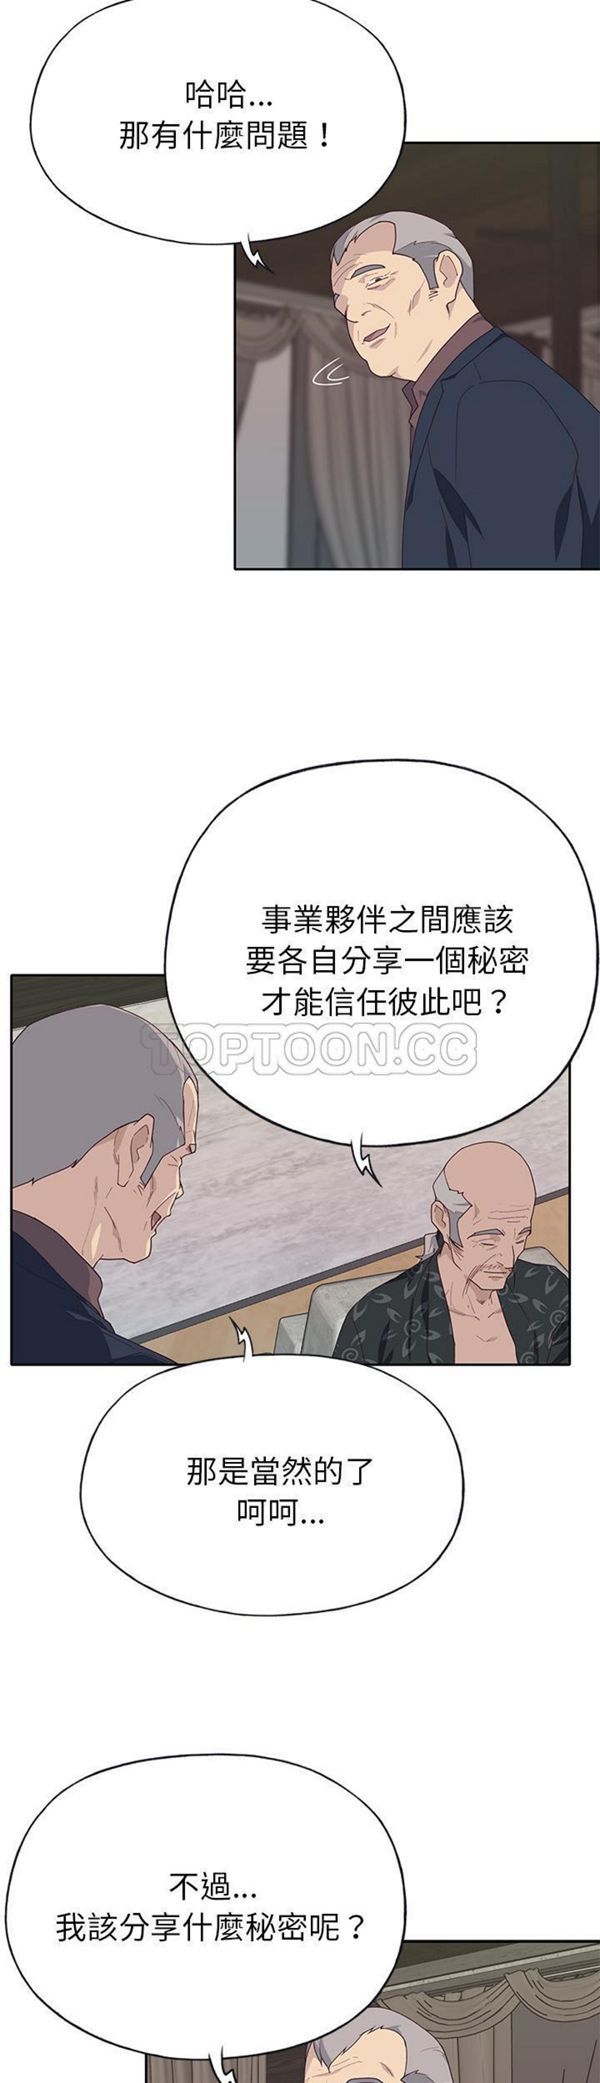 哈哈...
那有什麼問題！
事業夥伴之間應該
要各自分享一個秘密
才能信任彼此吧？
TOPTOON.CC
那是當然的了
呵呵...
不過...
我該分享什麼秘密呢？